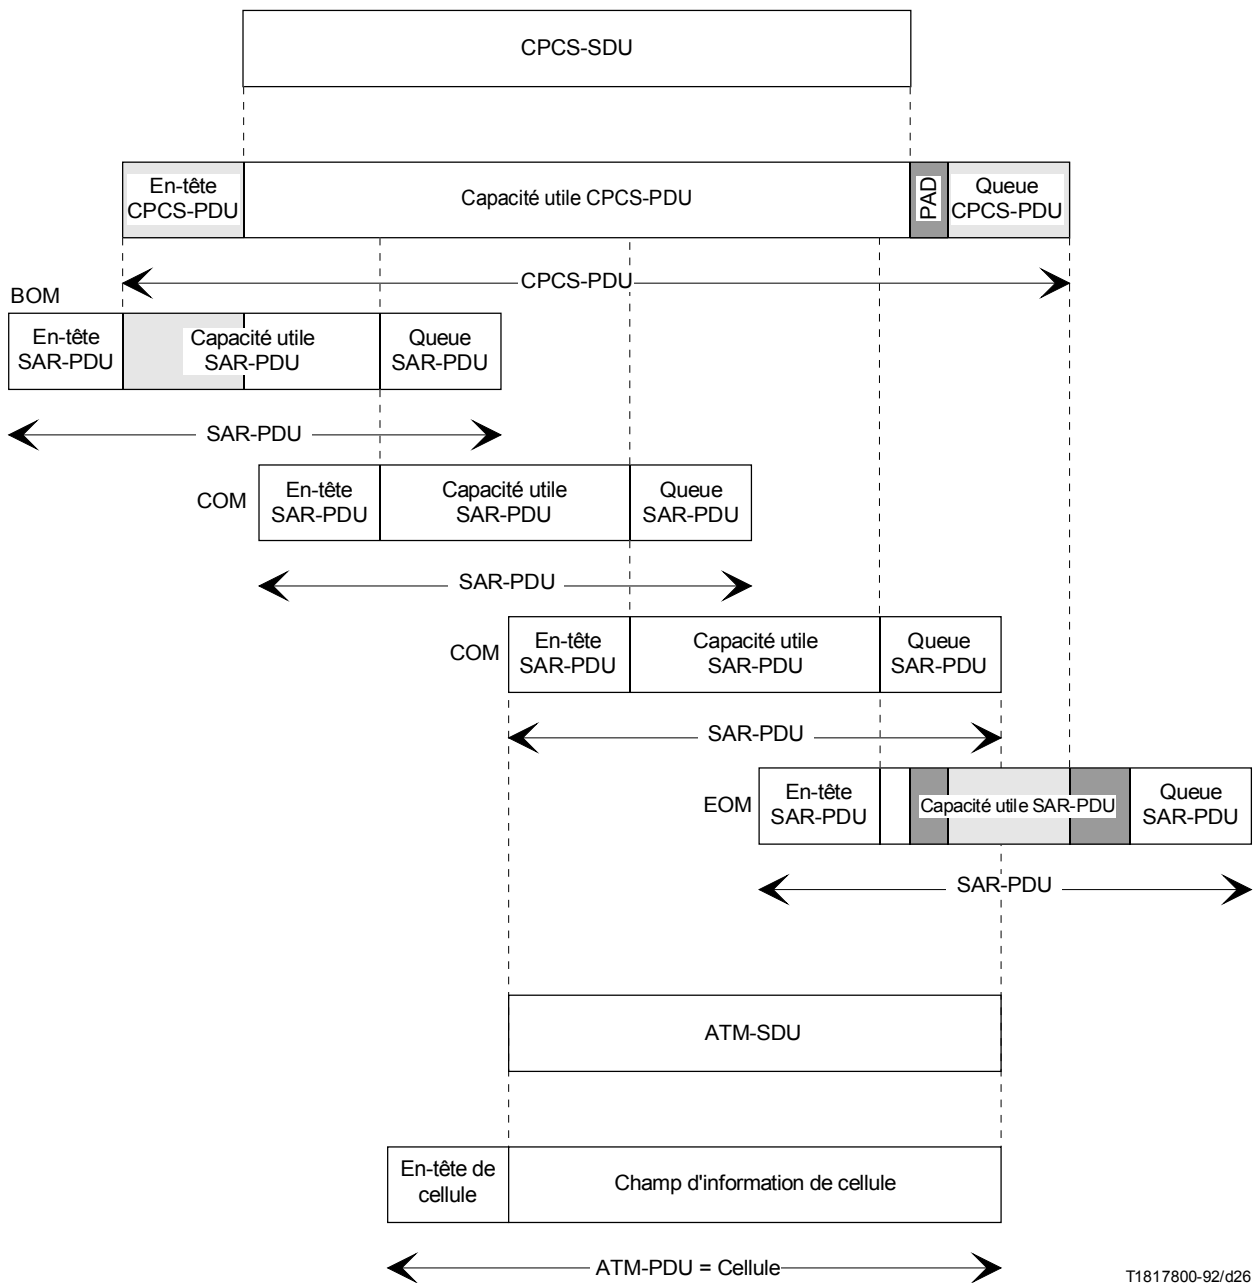 CPCS-SDU
En-tête
CPCS-PDU
Capacité utile CPCS-PDU
PAD
Queue
CPCS-PDU
CPCS-PDU
BOM
En-tête
SAR-PDU
Capacité utile
SAR-PDU
Queue
SAR-PDU
SAR-PDU
COM
En-tête
SAR-PDU
Capacité utile
SAR-PDU
Queue
SAR-PDU
SAR-PDU
COM
En-tête
SAR-PDU
Capacité utile
SAR-PDU
Queue
SAR-PDU
SAR-PDU
EOM
En-tête
SAR-PDU
Capacité utile SAR-PDU
Queue
SAR-PDU
SAR-PDU
ATM-SDU
En-tête de
cellule
Champ d'information de cellule
ATM-PDU = Cellule
T1817800-92/d26